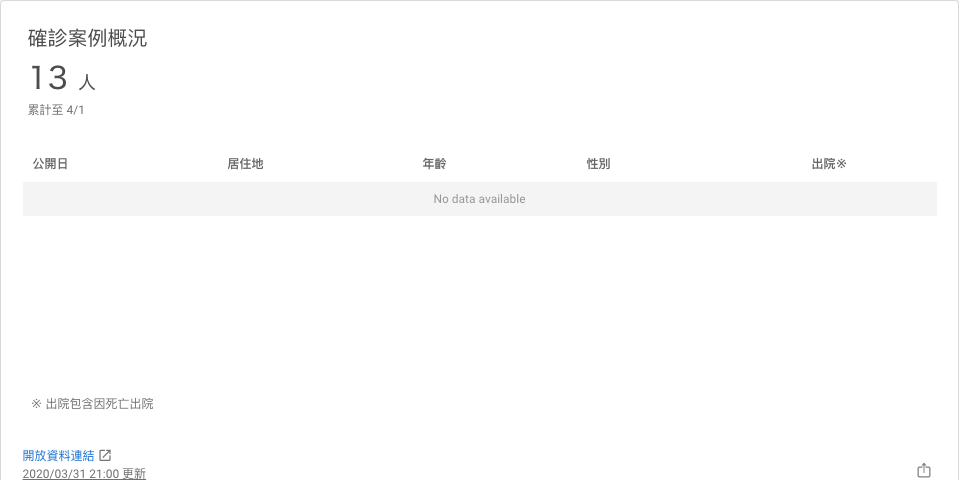 確診案例概況
13 人
累計至 4/1
公開日 居住地 年齡 性別 出院※
No data available
※ 出院包含因死亡出院
開放資料連結
2020/03/31 21:00 更新